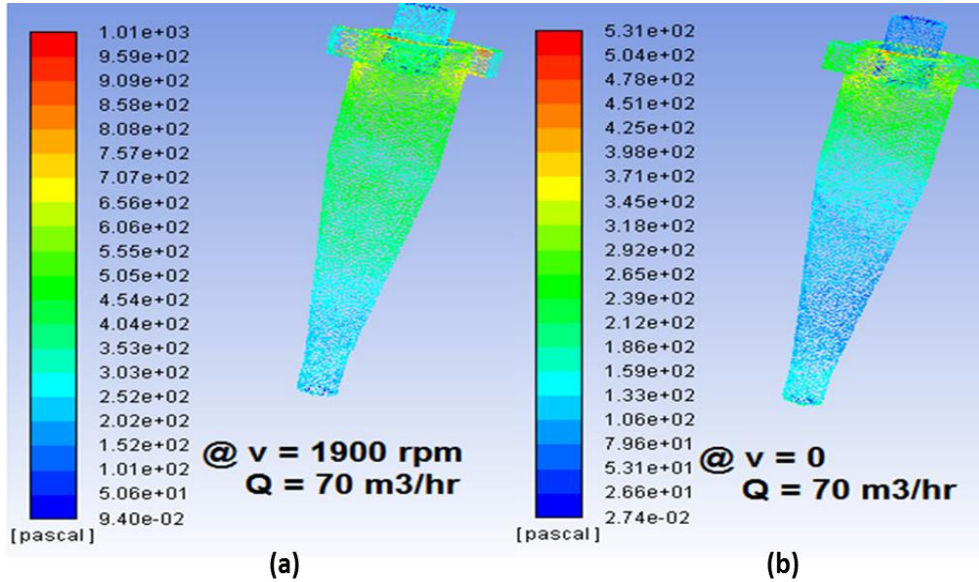 1.01e+03
9.59e+02
9.09e+02
8.58e+02
8.08e+02
7.57e+02
7.07e+02
6.56e+02
6.06e+02
5.55e+02
5.05e+02
4.54e+02
4.04e+02
3.53e+02
3.03e+02
2.52e+02
2.02e+02
1.52e+02
1.01e+02
5.06e+01
9.40e-02
[pascal]
@ v = 1900 rpm
Q = 70 m3/hr
(a)
5.31e+02
5.04e+02
4.78e+02
4.51e+02
4.25e+02
3.98e+02
3.71e+02
3.45e+02
3.18e+02
2.92e+02
2.65e+02
2.39e+02
2.12e+02
1.86e+02
1.59e+02
1.33e+02
1.06e+02
7.96e+01
5.31e+01
2.66e+01
2.74e-02
[pascal]
@ v = 0
Q = 70 m3/hr
(b)